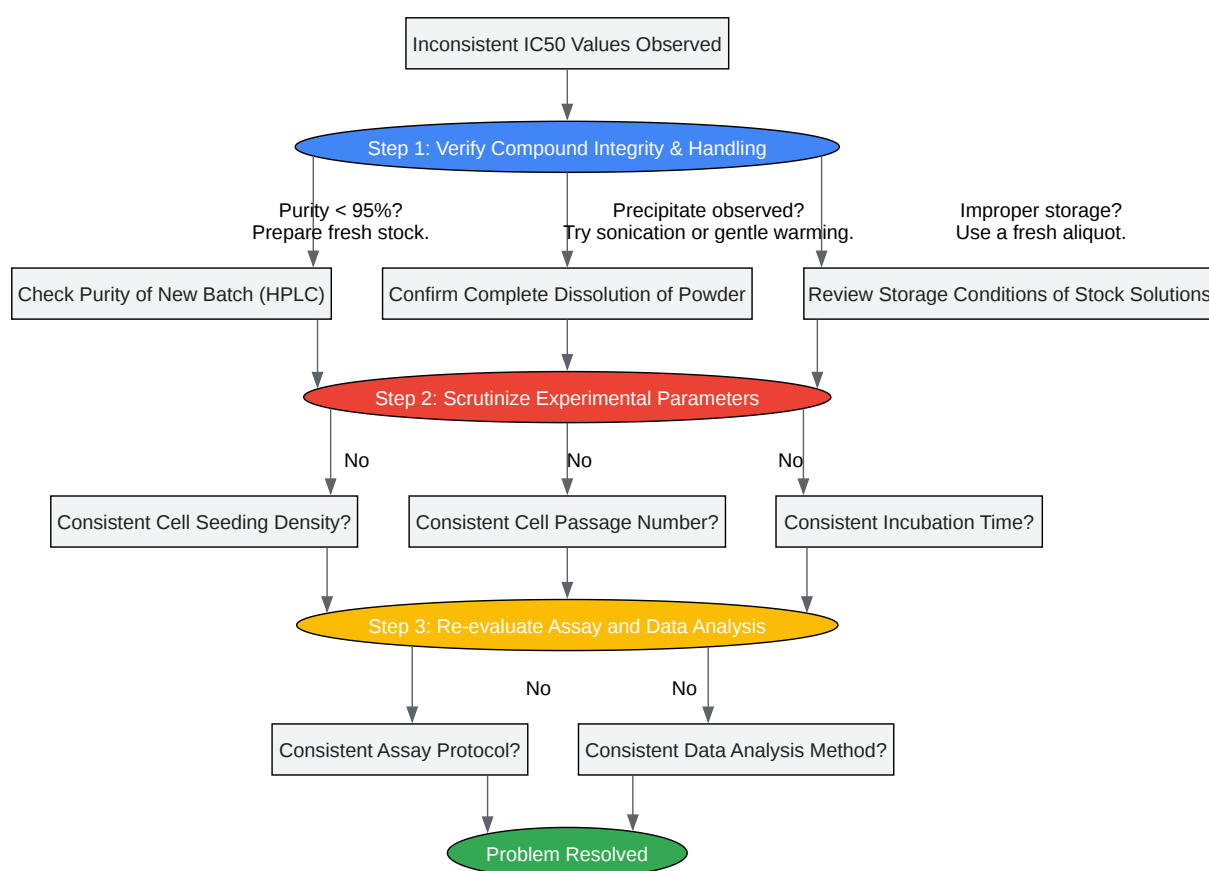 Inconsistent IC50 Values Observed
Step 1: Verify Compound Integrity & Handling
Purity < 95%?
Prepare fresh stock.
Precipitate observed?
Try sonication or gentle warming.
Improper storage?
Use a fresh aliquot.
Check Purity of New Batch (HPLC)
Confirm Complete Dissolution of Powder
Review Storage Conditions of Stock Solutions
Step 2: Scrutinize Experimental Parameters
No
No
No
Consistent Cell Seeding Density?
Consistent Cell Passage Number?
Consistent Incubation Time?
Step 3: Re-evaluate Assay and Data Analysis
No
No
Consistent Assay Protocol?
Consistent Data Analysis Method?
Problem Resolved